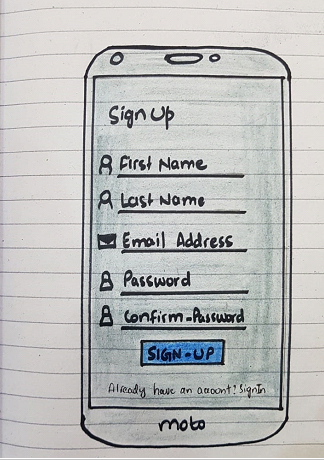 Sign Up
First Name
Last Name
Email Address
Password
Confirm-Password
SIGN-UP
Already have an account? SignIn
moto